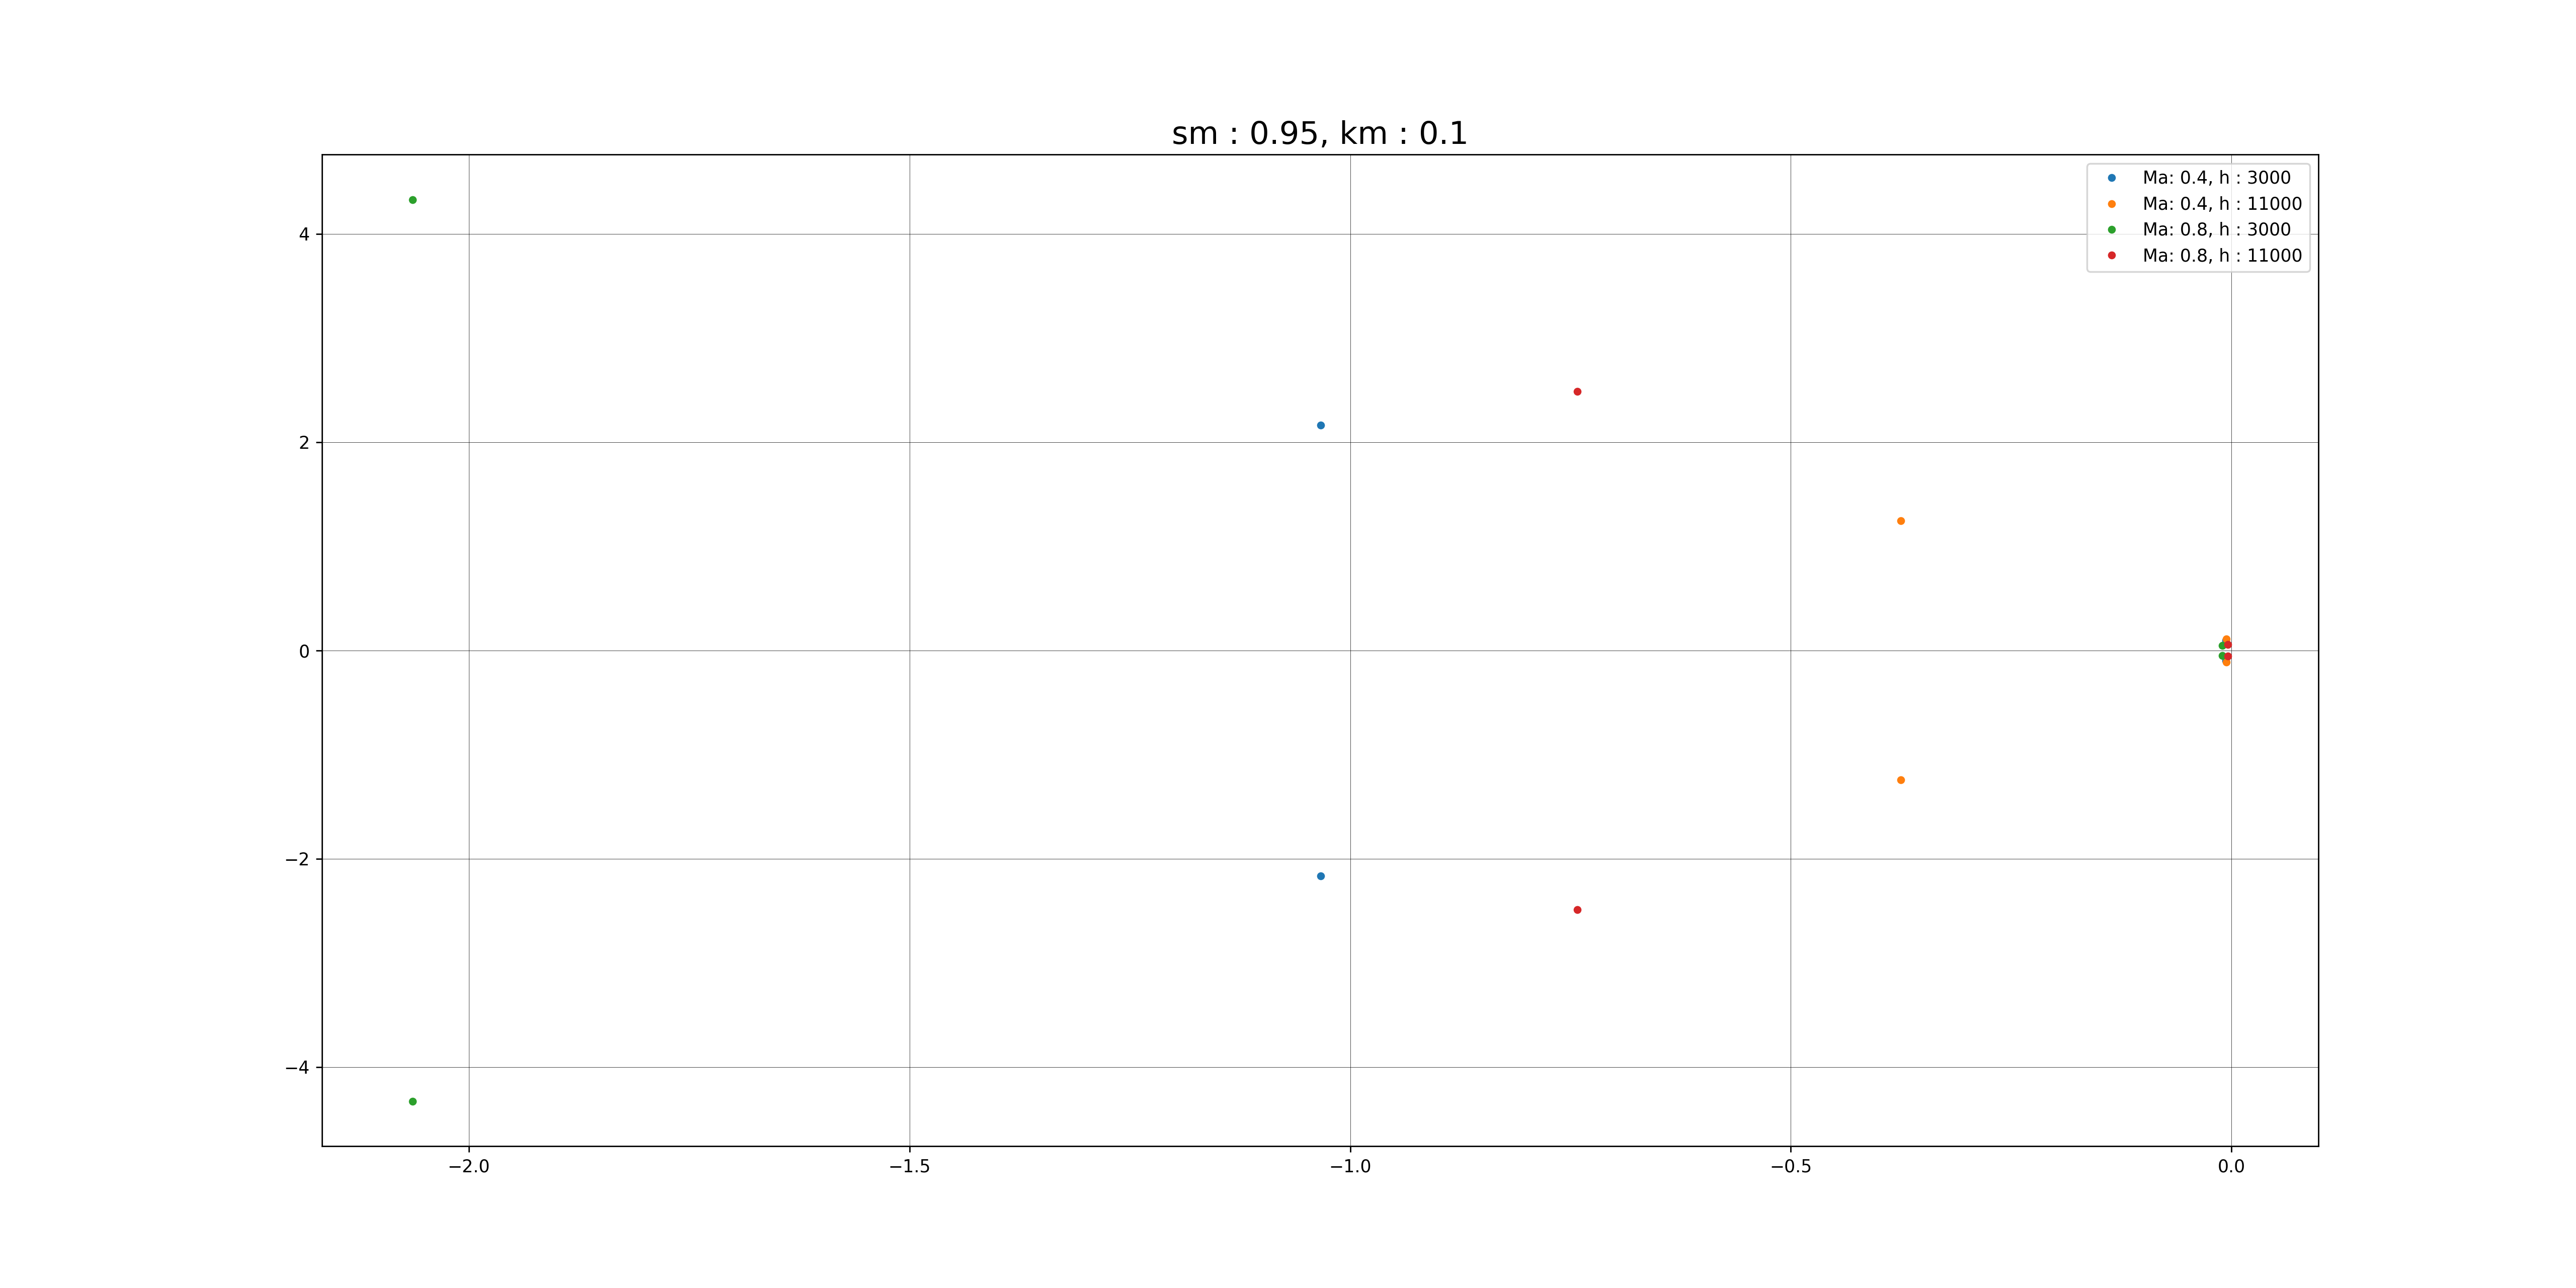 sm : 0.95, km : 0.1
Ma: 0.4, h : 3000
Ma: 0.4, h : 11000
Ma: 0.8, h : 3000
Ma: 0.8, h : 11000
4
2
0
−2
−4
−2.0 −1.5 −1.0 −0.5 0.0